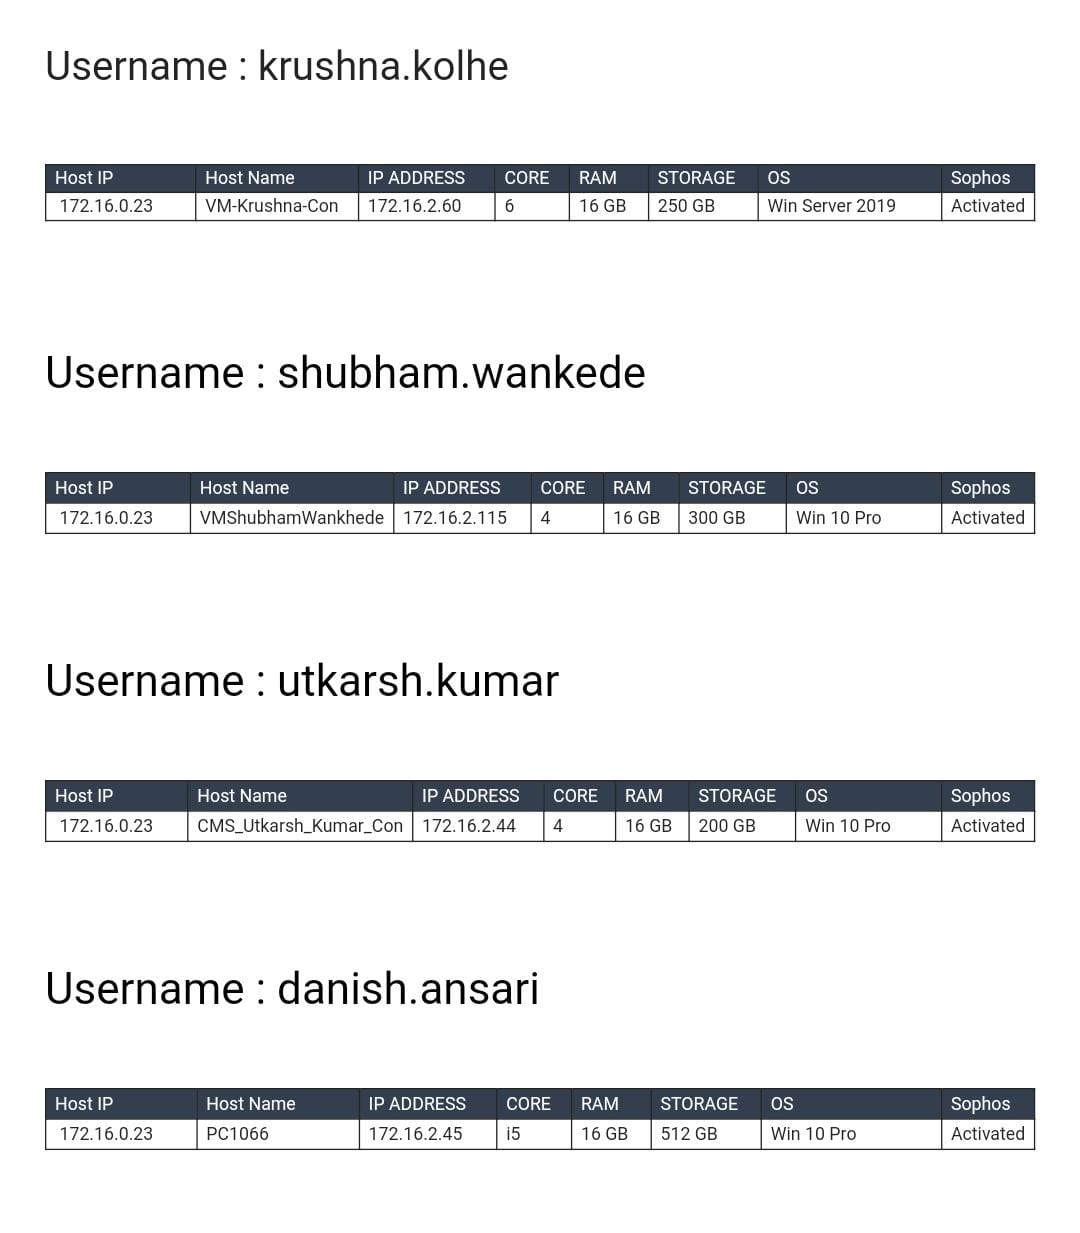 Username : krushna.kolhe
Host IP Host Name IP ADDRESS CORE RAM STORAGE OS Sophos
172.16.0.23 VM-Krushna-Con 172.16.2.60 6 16 GB 250 GB Win Server 2019 Activated
Username : shubham.wankede
Host IP Host Name IP ADDRESS CORE RAM STORAGE OS Sophos
172.16.0.23 VMShubhamWankhede 172.16.2.115 4 16 GB 300 GB Win 10 Pro Activated
Username : utkarsh.kumar
Host IP Host Name IP ADDRESS CORE RAM STORAGE OS Sophos
172.16.0.23 CMS_Utkarsh_Kumar_Con 172.16.2.44 4 16 GB 200 GB Win 10 Pro Activated
Username : danish.ansari
Host IP Host Name IP ADDRESS CORE RAM STORAGE OS Sophos
172.16.0.23 PC1066 172.16.2.45 i5 16 GB 512 GB Win 10 Pro Activated